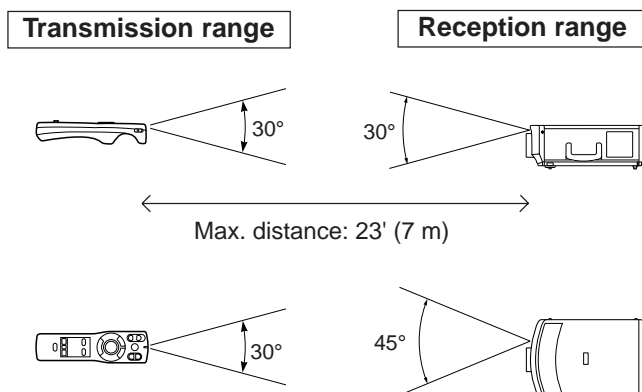 Transmission range
Reception range
30°
30°
Max. distance: 23' (7 m)
30°
45°